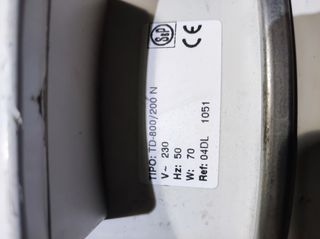 S&P
CE
TIPO: TD-800/200 N
V~ 230
Hz: 50
W: 70
Ref: 04DL 1051